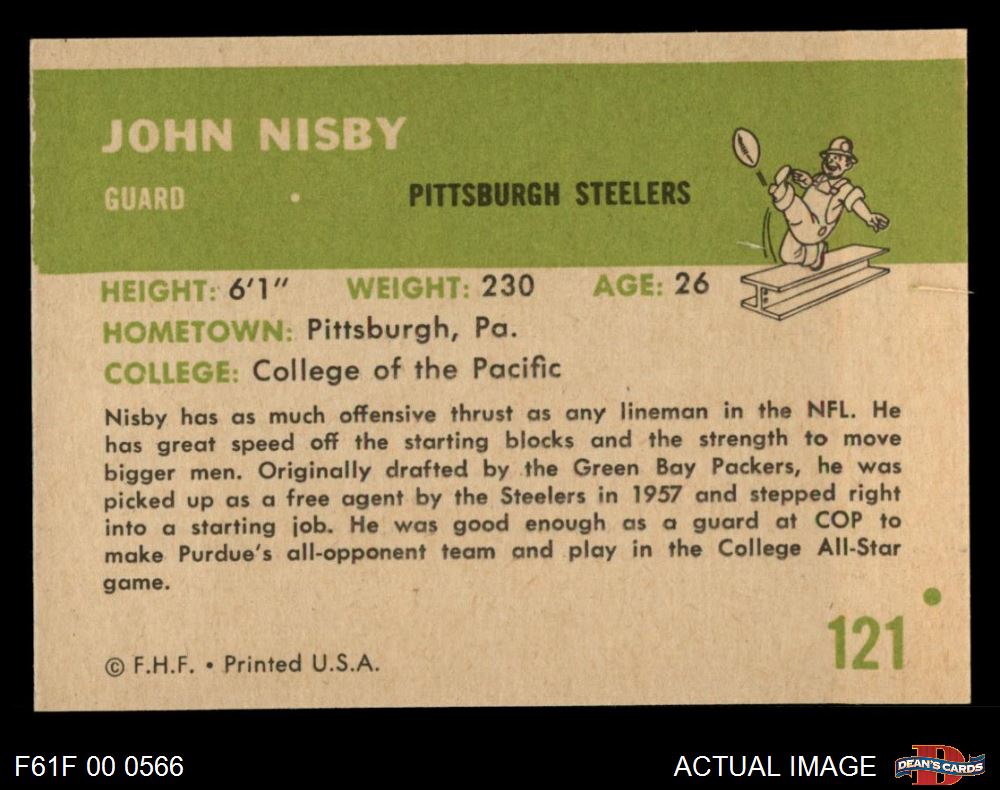 JOHN NISBY
GUARD • PITTSBURGH STEELERS
HEIGHT: 6'1" WEIGHT: 230 AGE: 26
HOMETOWN: Pittsburgh, Pa.
COLLEGE: College of the Pacific
Nisby has as much offensive thrust as any lineman in the NFL. He
has great speed off the starting blocks and the strength to move
bigger men. Originally drafted by the Green Bay Packers, he was
picked up as a free agent by the Steelers in 1957 and stepped right
into a starting job. He was good enough as a guard at COP to
make Purdue's all-opponent team and play in the College All-Star
game.
121
© F.H.F. • Printed U.S.A.
F61F 00 0566
ACTUAL IMAGE
D
DEAN'S CARDS